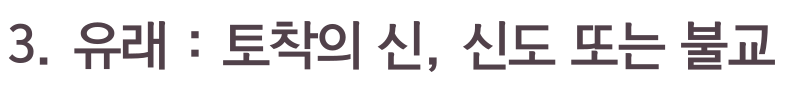 3. 유래 : 토착의 신, 신도 또는 불교